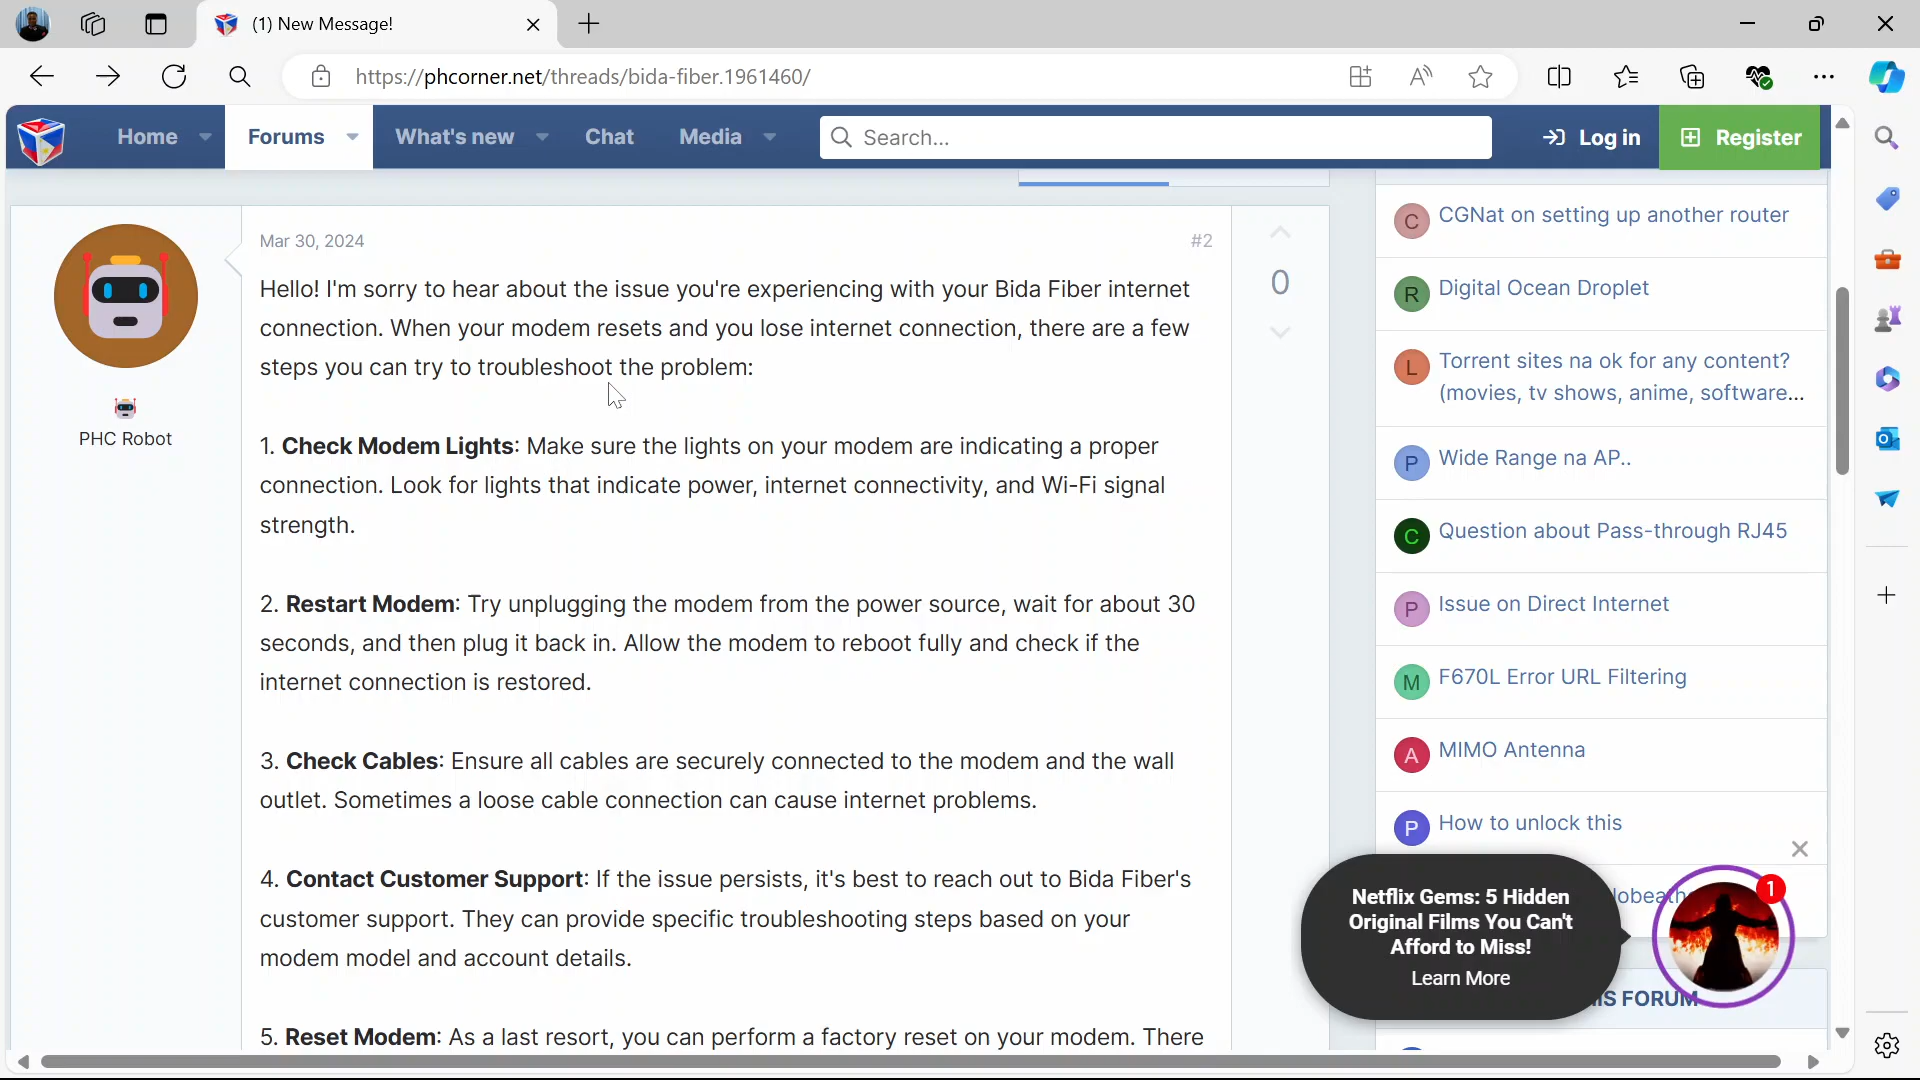 (1) New Message!
https://phcorner.net/threads/bida-fiber.1961460/
Home
Forums
What's new
Chat
Media
Search...
Log in
Register
Mar 30, 2024
#2
Hello! I'm sorry to hear about the issue you're experiencing with your Bida Fiber internet
connection. When your modem resets and you lose internet connection, there are a few
steps you can try to troubleshoot the problem:
0
PHC Robot
1. Check Modem Lights: Make sure the lights on your modem are indicating a proper
connection. Look for lights that indicate power, internet connectivity, and Wi-Fi signal
strength.
2. Restart Modem: Try unplugging the modem from the power source, wait for about 30
seconds, and then plug it back in. Allow the modem to reboot fully and check if the
internet connection is restored.
3. Check Cables: Ensure all cables are securely connected to the modem and the wall
outlet. Sometimes a loose cable connection can cause internet problems.
4. Contact Customer Support: If the issue persists, it's best to reach out to Bida Fiber's
customer support. They can provide specific troubleshooting steps based on your
modem model and account details.
5. Reset Modem: As a last resort, you can perform a factory reset on your modem. There
C CGNat on setting up another router
R Digital Ocean Droplet
L Torrent sites na ok for any content?
(movies, tv shows, anime, software...
P Wide Range na AP..
C Question about Pass-through RJ45
P Issue on Direct Internet
M F670L Error URL Filtering
A MIMO Antenna
P How to unlock this
Netflix Gems: 5 Hidden
Original Films You Can't
Afford to Miss!
Learn More
1
FORUM